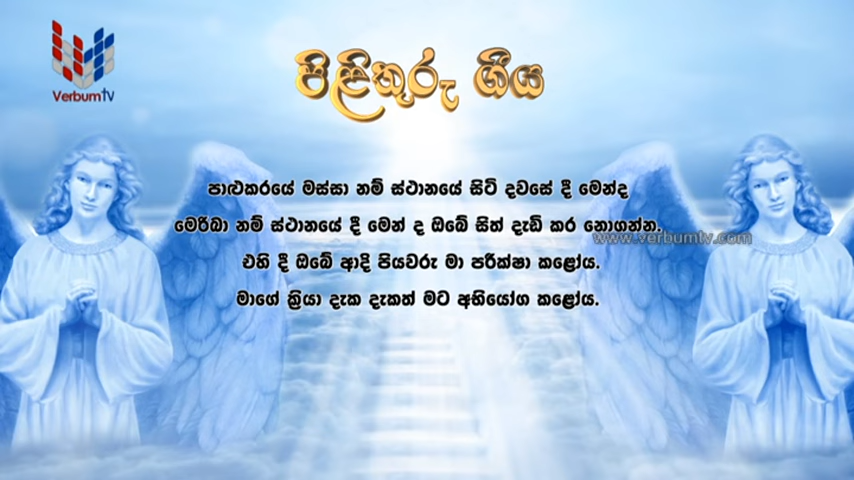 VerbumTV
පිළිතුරු ගීය
පාළුකරයේ මස්සා නම් ස්ථානයේ සිටි දවසේ දී මෙන්ද
මෙරිබා නම් ස්ථානයේ දී මෙන් ද ඔබේ සිත් දැඩි කර නොගන්න.
www.verbumtv.com
එහි දී ඔබේ ආදි පියවරු මා පරික්ෂා කළෝය.
මාගේ ක්‍රියා දැක දැකත් මට අභියෝග කළෝය.